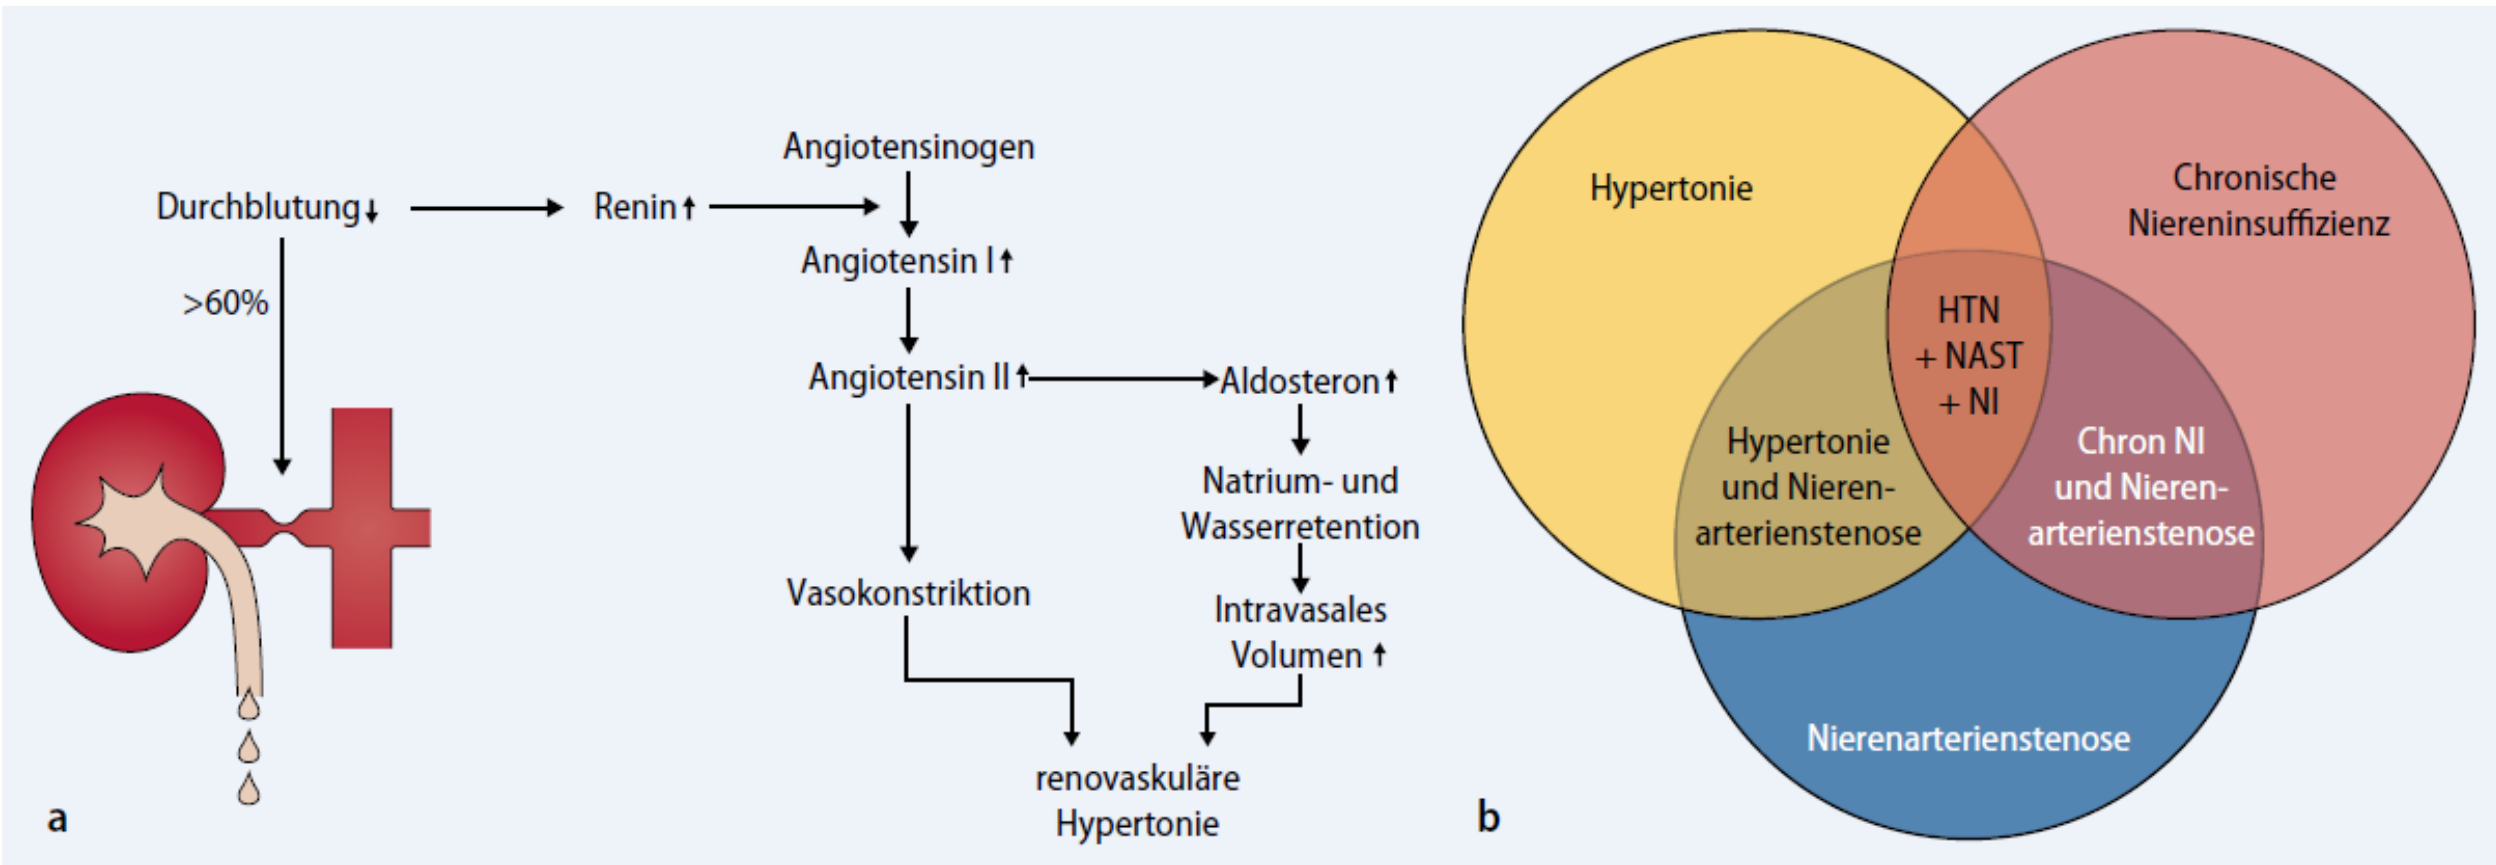 Angiotensinogen
Durchblutung↓
Renin↑
Angiotensin I↑
>60%
Angiotensin II↑
Aldosteron↑
Natrium- und
Wasserretention
Vasokonstriktion
Intravasales
Volumen ↑
renovaskuläre
Hypertonie
a
Hypertonie
Chronische
Niereninsuffizienz
HTN
+ NAST
+ NI
Hypertonie
und Nieren-
arterienstenose
Chron NI
und Nieren-
arterienstenose
Nierenarterienstenose
b